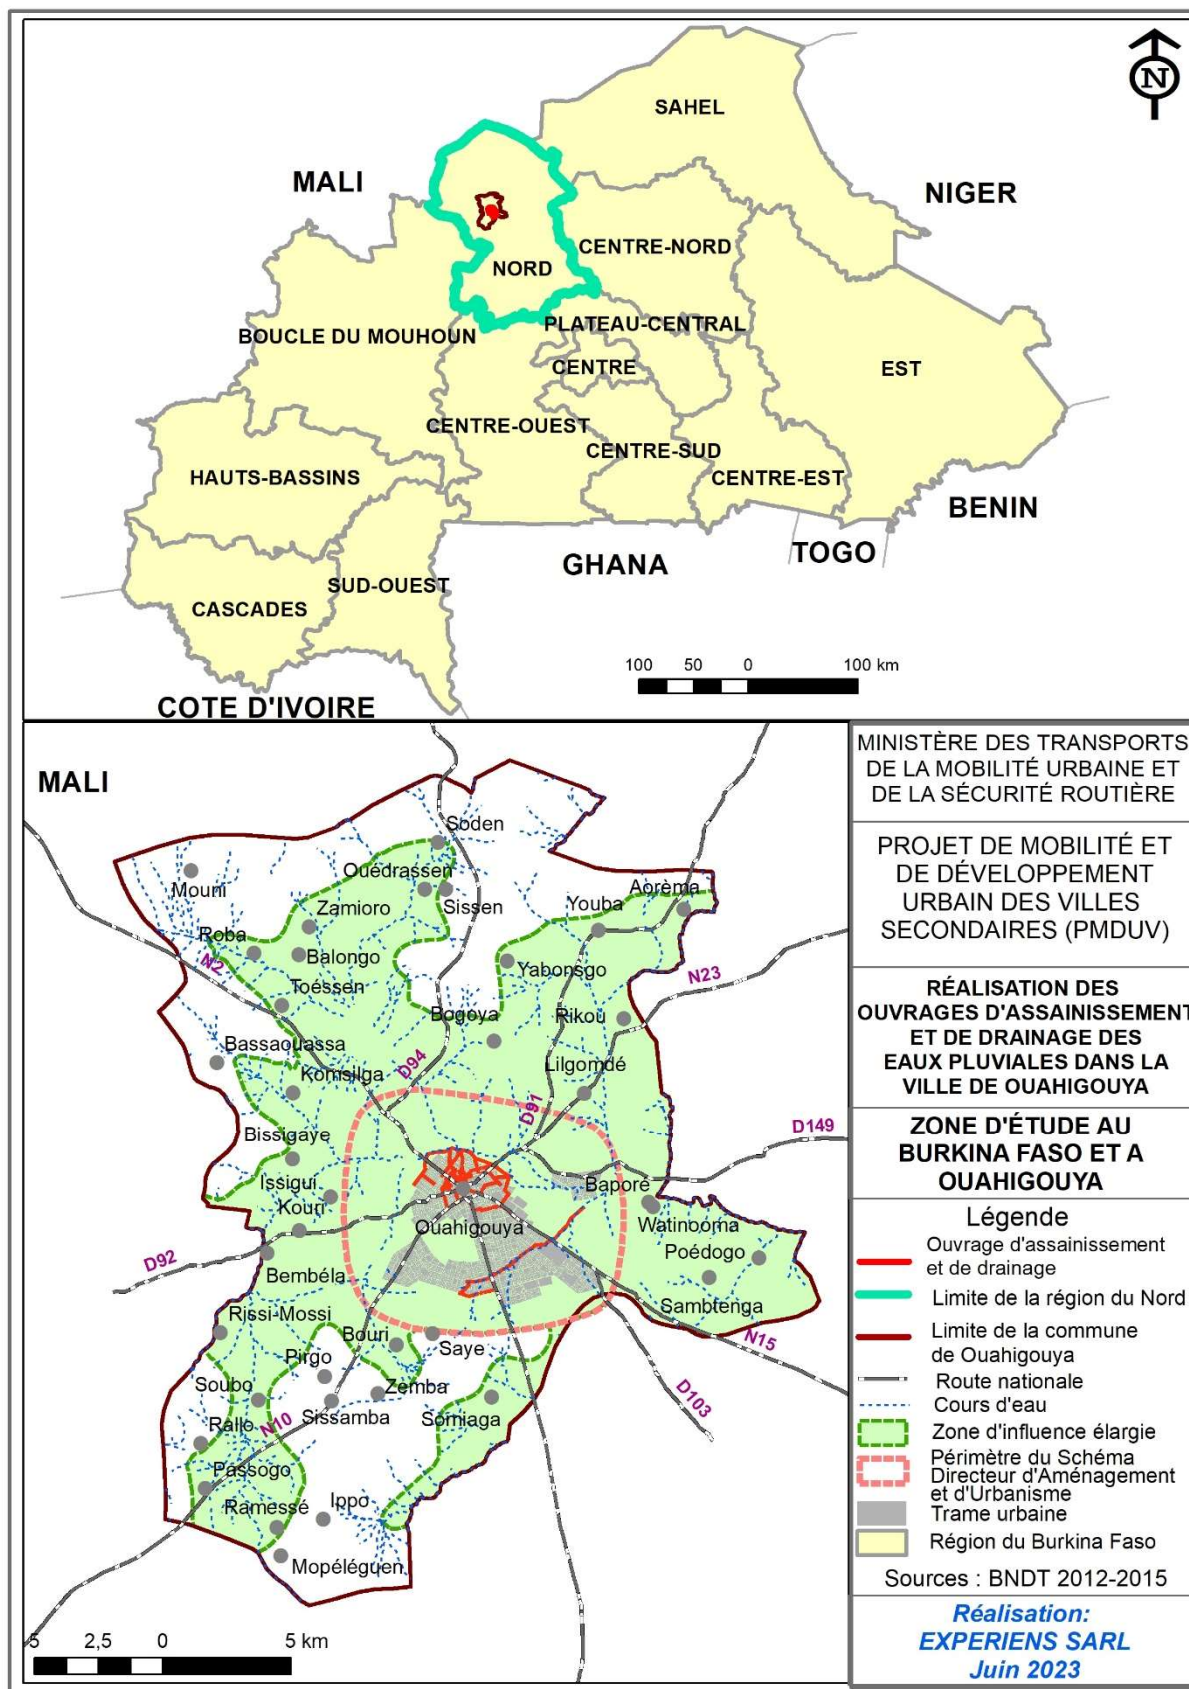 N
SAHEL
MALI
NIGER
CENTRE-NORD
NORD
PLATEAU-CENTRAL
BOUCLE DU MOUHOUN
CENTRE
EST
CENTRE-OUEST
CENTRE-SUD
HAUTS-BASSINS
CENTRE-EST
BENIN
TOGO
GHANA
SUD-OUEST
CASCADES
COTE D'IVOIRE
100 50 0 100 km
MALI
Soden
Mouni
Ouédrassen
Sissen
Aorèma
Zamioro
Youba
Roba
Balongo
N2
Yabonsgo
N23
Toéssen
Bogoya
Rikou
Bassaouassa
D94
Lilgomdé
Komsilga
D91
D149
Bissigaye
Issigui
Baporé
Kouri
Ouahigouya
Watinooma
Poédogo
D92
Bembéla
Rissi-Mossi
Sambtenga
Bouri
Saye
N15
Pirgo
Soubo
Zemba
D103
Rallo
N10
Sissamba
Somiaga
Passogo
Ramessé
Ippo
Mopéléguen
5 2,5 0 5 km
MINISTÈRE DES TRANSPORTS
DE LA MOBILITÉ URBAINE ET
DE LA SÉCURITÉ ROUTIÈRE
PROJET DE MOBILITÉ ET
DE DÉVELOPPEMENT
URBAIN DES VILLES
SECONDAIRES (PMDUV)
RÉALISATION DES
OUVRAGES D'ASSAINISSEMENT
ET DE DRAINAGE DES
EAUX PLUVIALES DANS LA
VILLE DE OUAHIGOUYA
ZONE D'ÉTUDE AU
BURKINA FASO ET A
OUAHIGOUYA
Légende
Ouvrage d'assainissement
et de drainage
Limite de la région du Nord
Limite de la commune
de Ouahigouya
Route nationale
Cours d'eau
Zone d'influence élargie
Périmètre du Schéma
Directeur d'Aménagement
et d'Urbanisme
Trame urbaine
Région du Burkina Faso
Sources : BNDT 2012-2015
Réalisation:
EXPERIENS SARL
Juin 2023